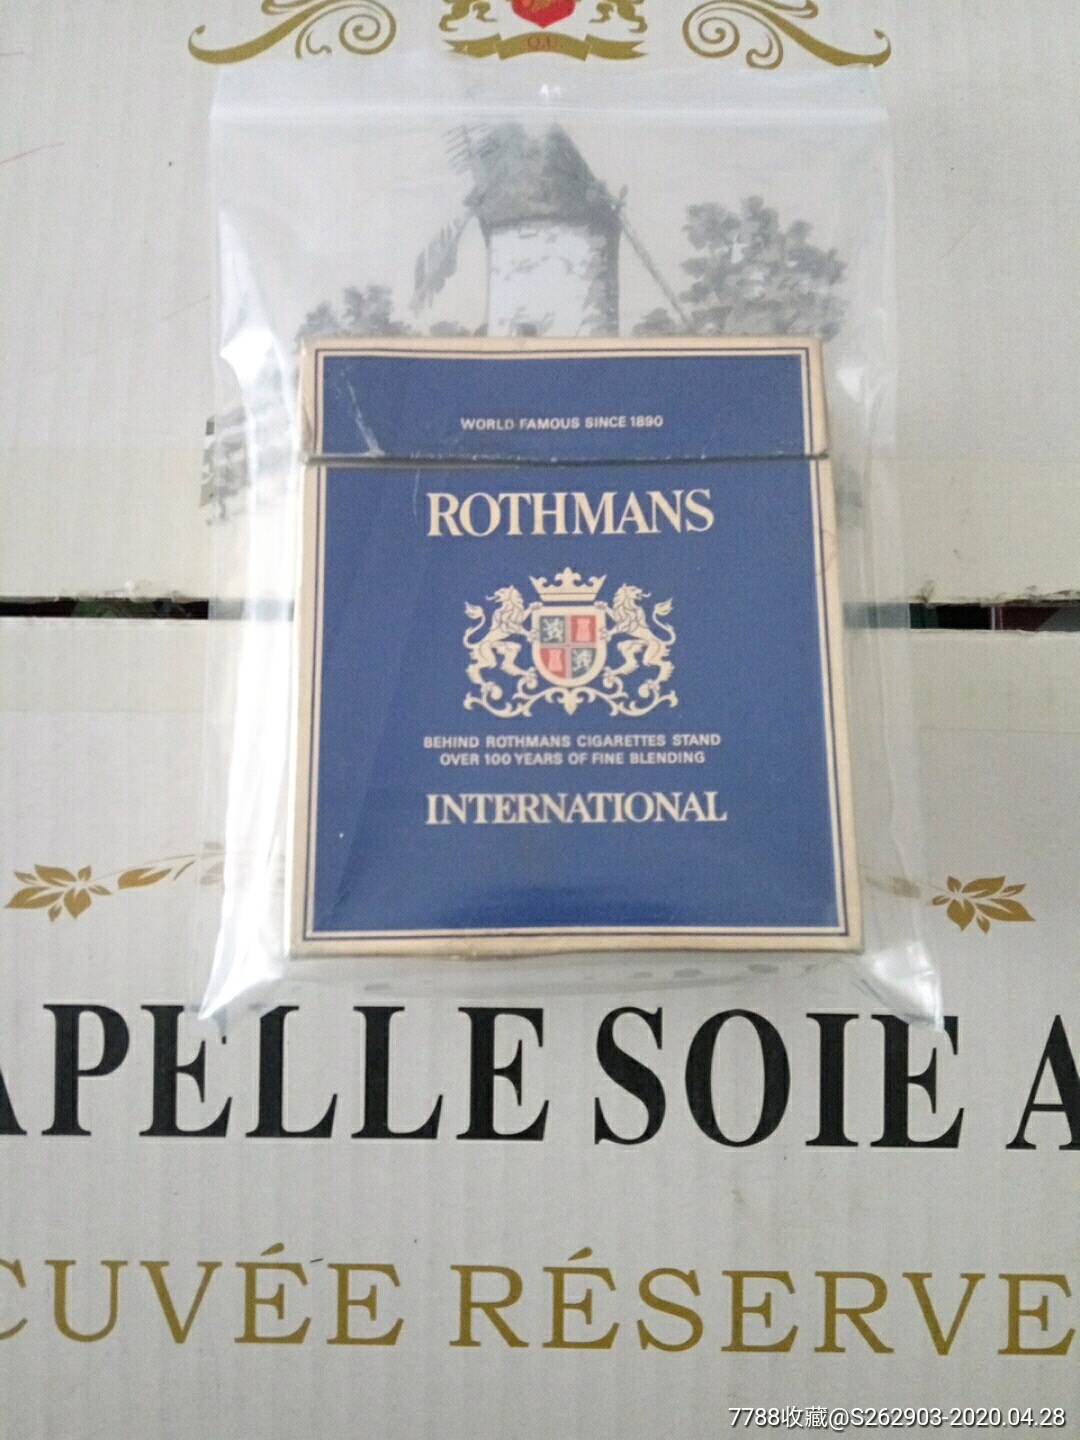 O.U.
WORLD FAMOUS SINCE 1890
ROTHMANS
BEHIND ROTHMANS CIGARETTES STAND
OVER 100 YEARS OF FINE BLENDING
INTERNATIONAL
APELLE SOIE A
CUVÉE RÉSERVE
7788收藏@S262903-2020.04.28